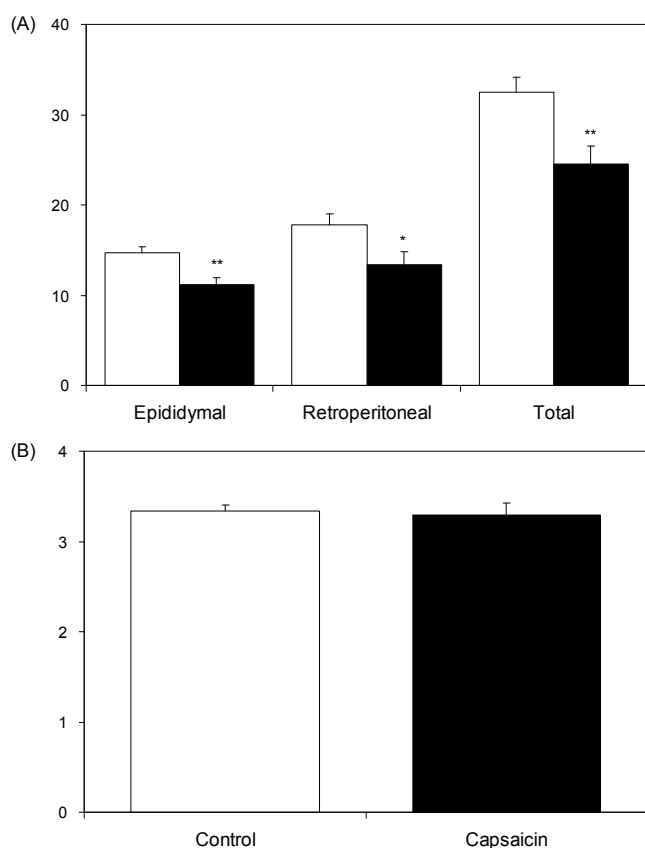 (A)
40
30
20
10
0
**
*
**
Epididymal
Retroperitoneal
Total
(B)
4
3
2
1
0
Control
Capsaicin